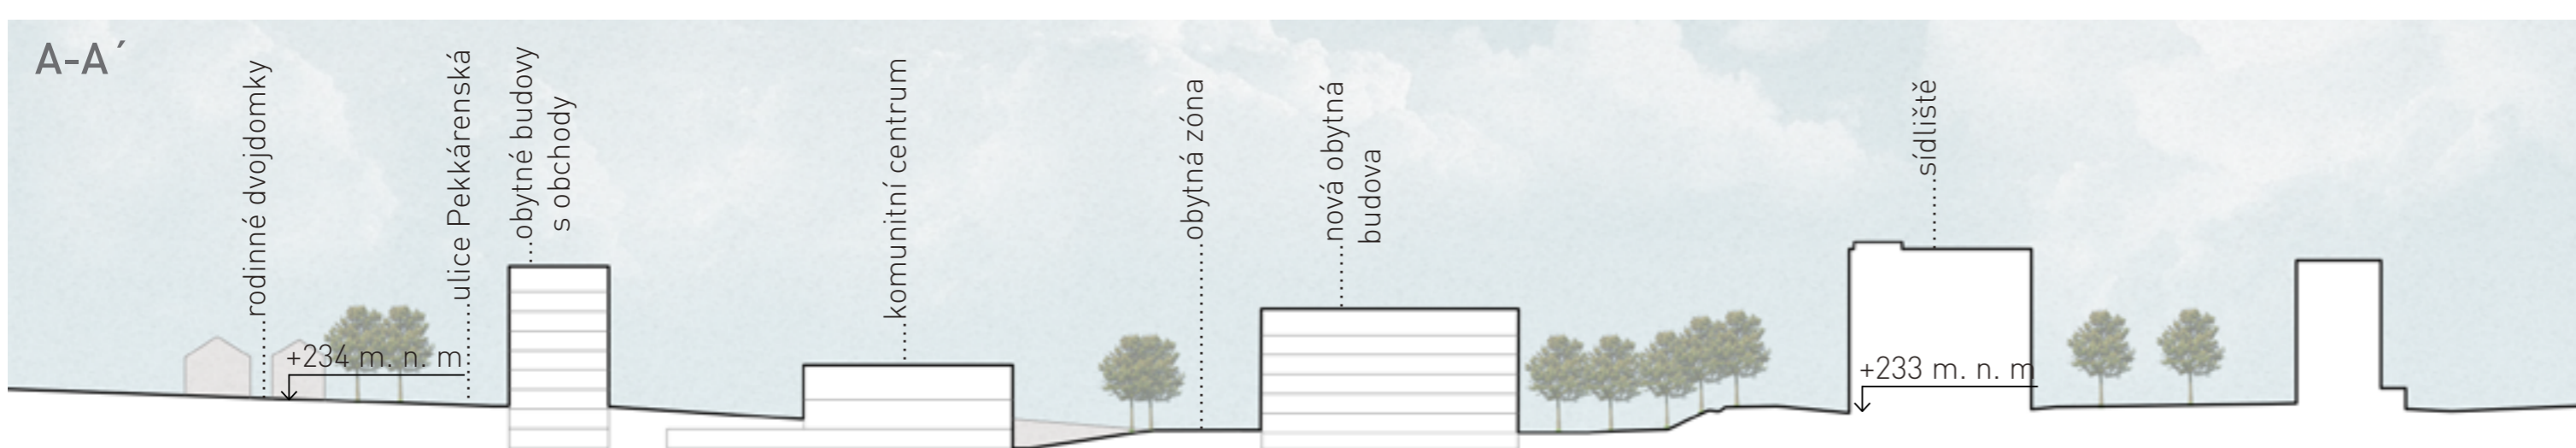 A-A´
rodinné dvojdomky
+234 m. n. m
ulice Pekkárenská
obytné budovy
s obchody
komunitní centrum
obytná zóna
nová obytná
budova
sídliště
+233 m. n. m